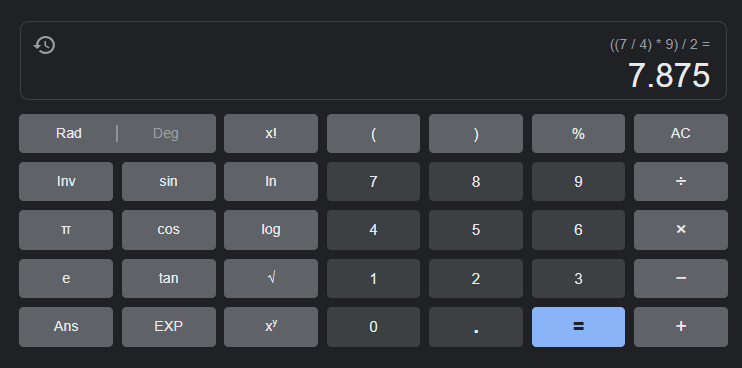 ((7 / 4) * 9) / 2 =
7.875
Rad | Deg x! ( ) % AC
Inv sin ln 7 8 9 ÷
π cos log 4 5 6 ×
e tan √ 1 2 3 −
Ans EXP xʸ 0 . = +